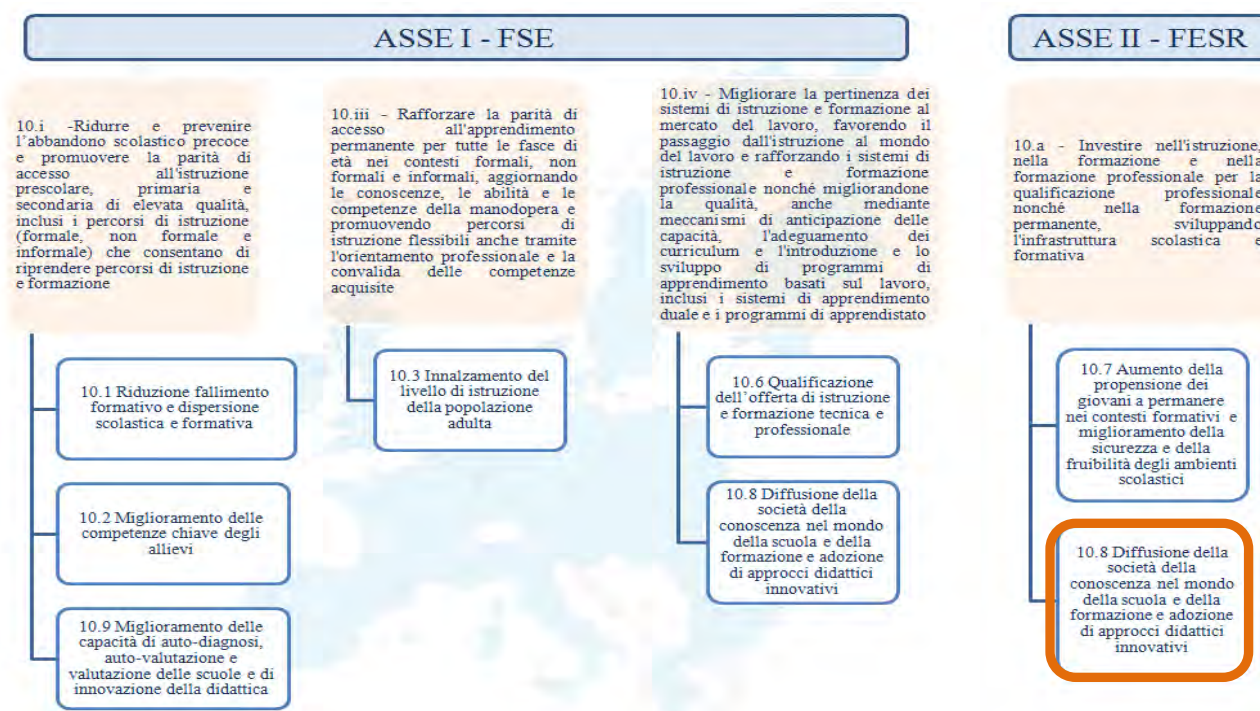 ASSE I - FSE
10.i -Ridurre e prevenire
l'abbandono scolastico precoce
e promuovere la parità di
accesso all'istruzione
prescolare, primaria e
secondaria di elevata qualità,
inclusi i percorsi di istruzione
(formale, non formale e
informale) che consentano di
riprendere percorsi di istruzione
e formazione
10.1 Riduzione fallimento
formativo e dispersione
scolastica e formativa
10.2 Miglioramento delle
competenze chiave degli
allievi
10.9 Miglioramento delle
capacità di auto-diagnosi,
auto-valutazione e
valutazione delle scuole e di
innovazione della didattica
10.iii - Rafforzare la parità di
accesso all'apprendimento
permanente per tutte le fasce di
età nei contesti formali, non
formali e informali, aggiornando
le conoscenze, le abilità e le
competenze della manodopera e
promuovendo percorsi di
istruzione flessibili anche tramite
l'orientamento professionale e la
convalida delle competenze
acquisite
10.3 Innalzamento del
livello di istruzione
della popolazione
adulta
10.iv - Migliorare la pertinenza dei
sistemi di istruzione e formazione al
mercato del lavoro, favorendo il
passaggio dall'istruzione al mondo
del lavoro e rafforzando i sistemi di
istruzione e formazione
professionale nonché migliorandone
la qualità, anche mediante
meccanismi di anticipazione delle
capacità, l'adeguamento dei
curriculum e l'introduzione e lo
sviluppo di programmi di
apprendimento basati sul lavoro,
inclusi i sistemi di apprendimento
duale e i programmi di apprendistato
10.6 Qualificazione
dell'offerta di istruzione
e formazione tecnica e
professionale
10.8 Diffusione della
società della
conoscenza nel mondo
della scuola e della
formazione e adozione
di approcci didattici
innovativi
ASSE II - FESR
10.a - Investire nell'istruzione,
nella formazione e nella
formazione professionale per la
qualificazione professionale
nonché nella formazione
permanente, sviluppando
l'infrastruttura scolastica e
formativa
10.7 Aumento della
propensione dei
giovani a permanere
nei contesti formativi e
miglioramento della
sicurezza e della
fruibilità degli ambienti
scolastici
10.8 Diffusione della
società della
conoscenza nel mondo
della scuola e della
formazione e adozione
di approcci didattici
innovativi